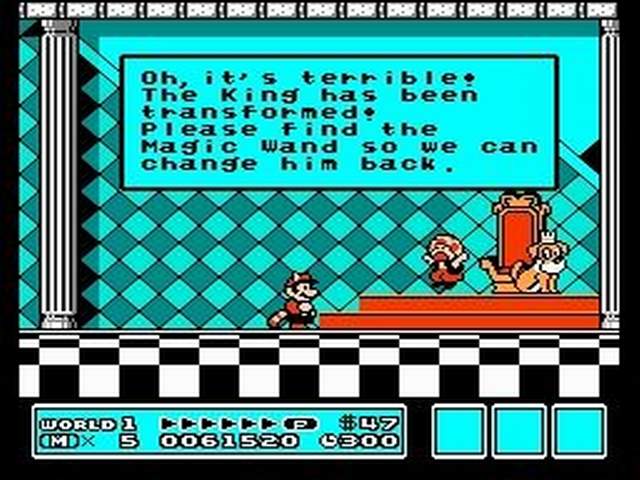 Oh, it's terrible!
The King has been
transformed!
Please find the
Magic Wand so we can
change him back.
WORLD 1 P $47
(M)× 5 0061520 300